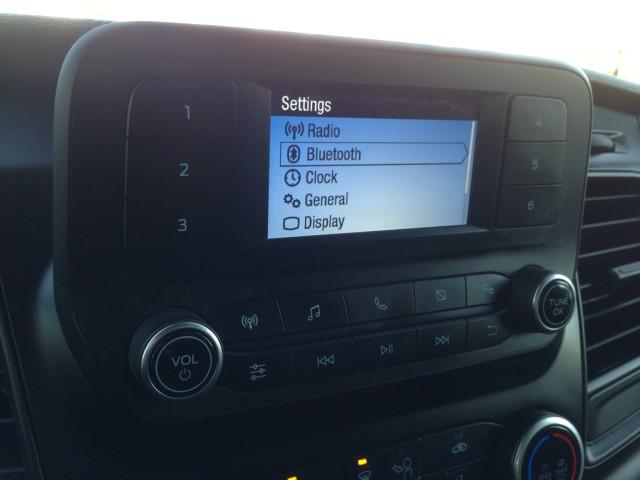 Settings
Radio
Bluetooth
Clock
General
Display
1
2
3
4
5
6
VOL
TUNE
OK